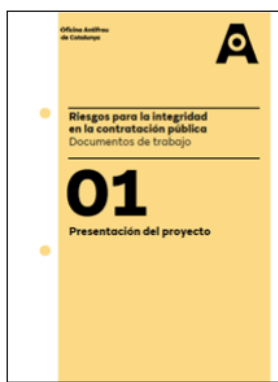 Oficina Antifrau
de Catalunya
Riesgos para la integridad
en la contratación pública
Documentos de trabajo
01
Presentación del proyecto